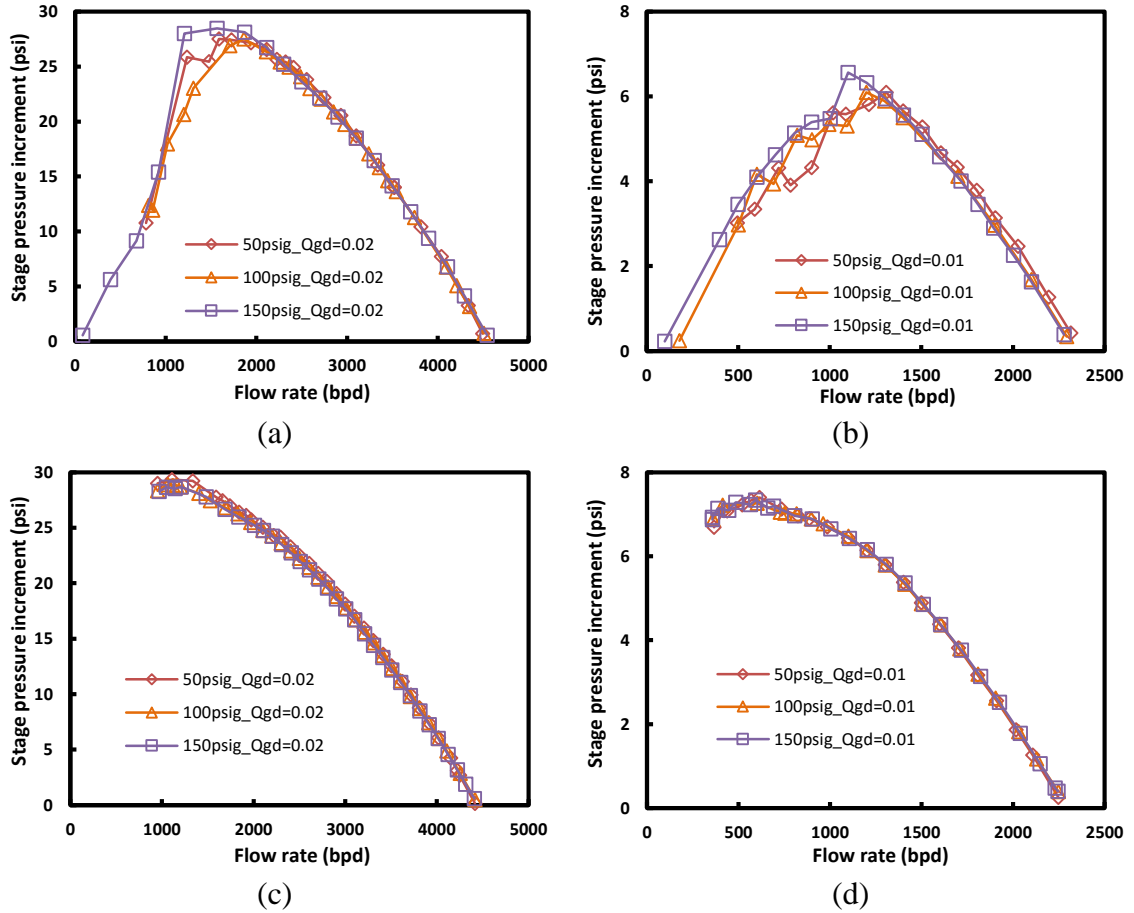 Stage pressure increment (psi)
30
25
20
15
10
5
0
50psig_Qgd=0.02
100psig_Qgd=0.02
150psig_Qgd=0.02
0 1000 2000 3000 4000 5000
Flow rate (bpd)
(a)
Stage pressure increment (psi)
8
6
4
2
0
50psig_Qgd=0.01
100psig_Qgd=0.01
150psig_Qgd=0.01
0 500 1000 1500 2000 2500
Flow rate (bpd)
(b)
Stage pressure increment (psi)
30
25
20
15
10
5
0
50psig_Qgd=0.02
100psig_Qgd=0.02
150psig_Qgd=0.02
0 1000 2000 3000 4000 5000
Flow rate (bpd)
(c)
Stage pressure increment (psi)
8
6
4
2
0
50psig_Qgd=0.01
100psig_Qgd=0.01
150psig_Qgd=0.01
0 500 1000 1500 2000 2500
Flow rate (bpd)
(d)